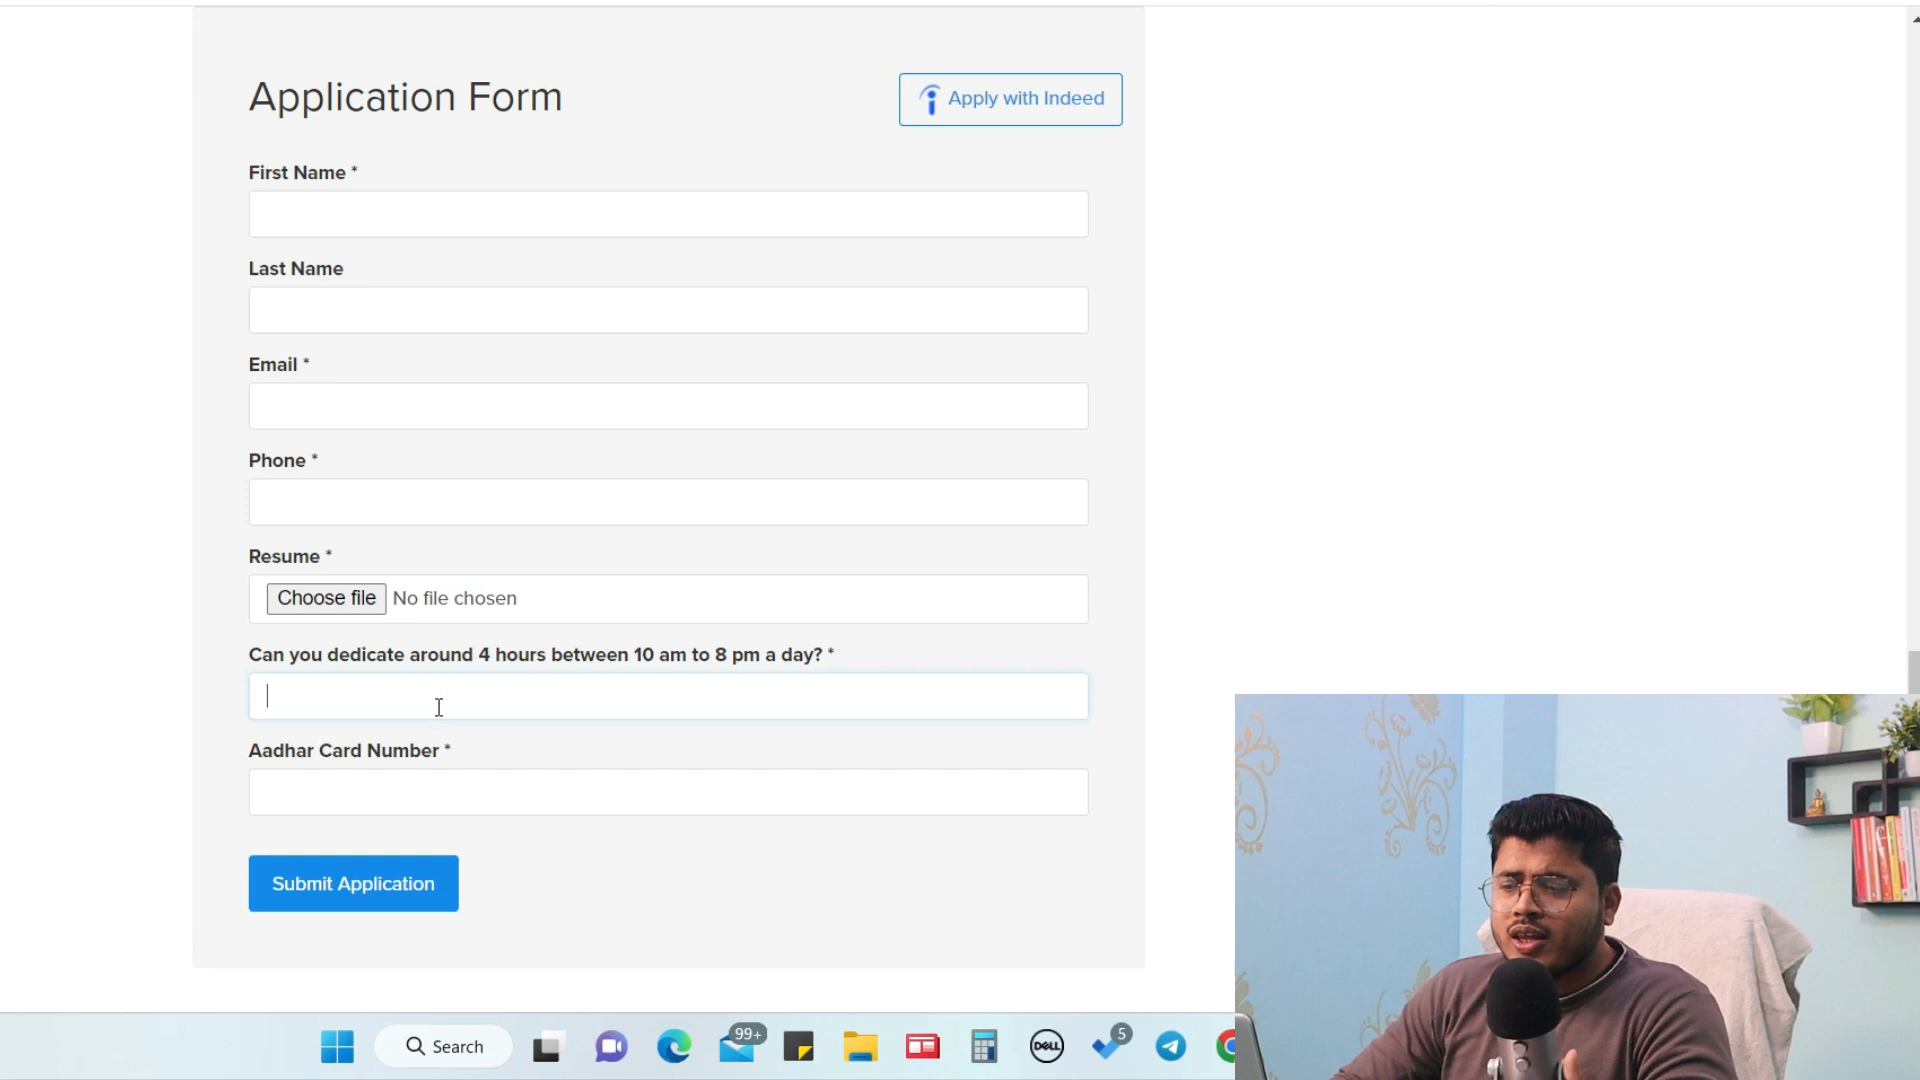 Application Form
Apply with Indeed
First Name *
Last Name
Email *
Phone *
Resume *
Choose file No file chosen
Can you dedicate around 4 hours between 10 am to 8 pm a day? *
Aadhar Card Number *
Submit Application
Search
99+
DELL
5